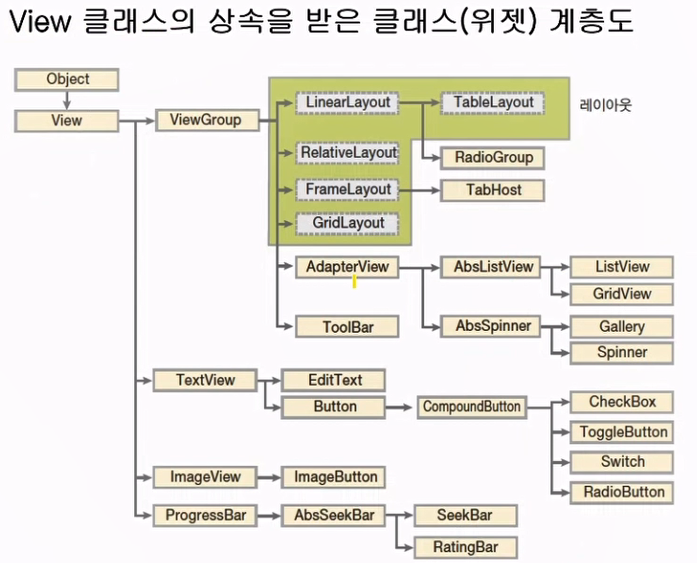 View 클래스의 상속을 받은 클래스(위젯) 계층도
Object
View
ViewGroup
LinearLayout
TableLayout
레이아웃
RelativeLayout
RadioGroup
FrameLayout
TabHost
GridLayout
AdapterView
AbsListView
ListView
GridView
ToolBar
AbsSpinner
Gallery
Spinner
TextView
EditText
Button
CompoundButton
CheckBox
ToggleButton
Switch
RadioButton
ImageView
ImageButton
ProgressBar
AbsSeekBar
SeekBar
RatingBar